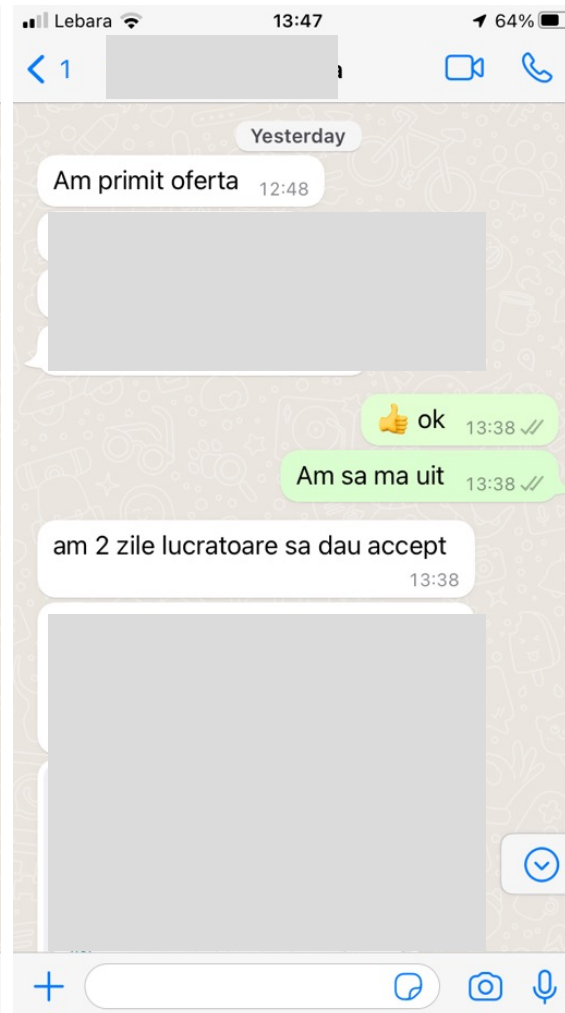 Lebara 13:47 64%
1
Yesterday
Am primit oferta 12:48
👍 ok 13:38
Am sa ma uit 13:38
am 2 zile lucratoare sa dau accept
13:38